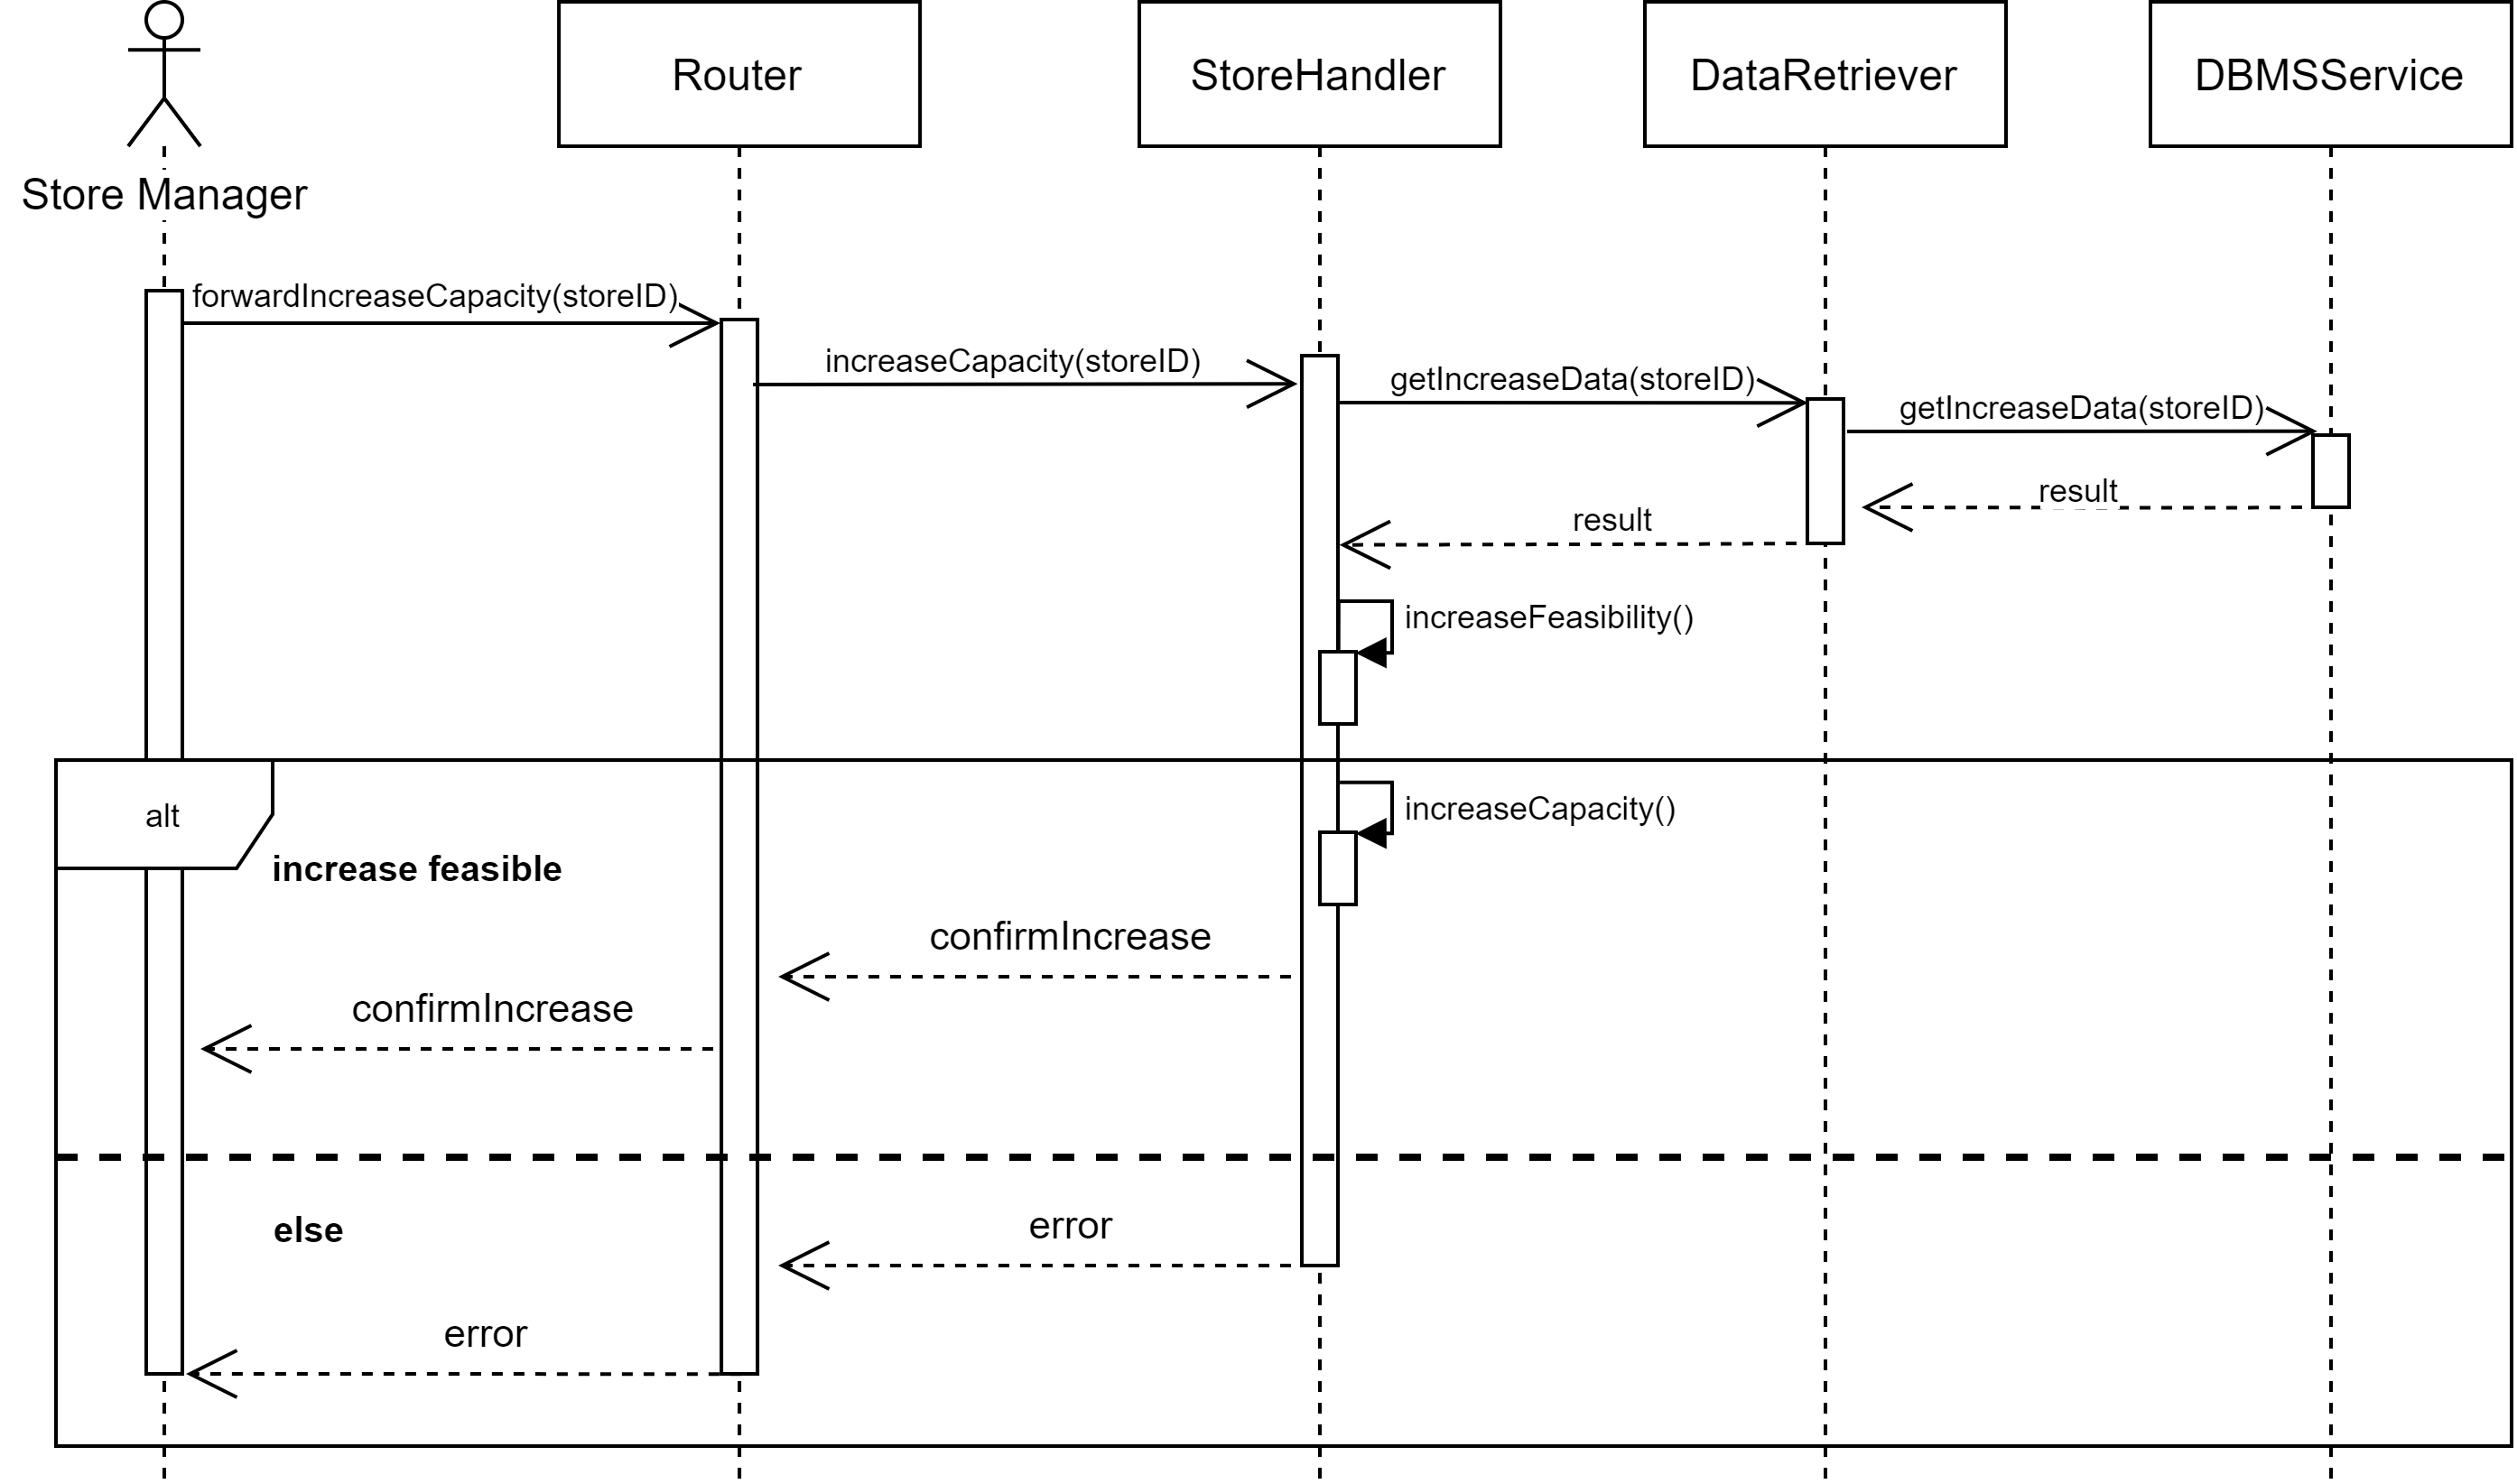 Router
StoreHandler
DataRetriever
DBMSService
Store Manager
forwardIncreaseCapacity(storeID)
increaseCapacity(storeID)
getIncreaseData(storeID)
getIncreaseData(storeID)
result
result
increaseFeasibility()
alt
increaseCapacity()
increase feasible
confirmIncrease
confirmIncrease
else
error
error